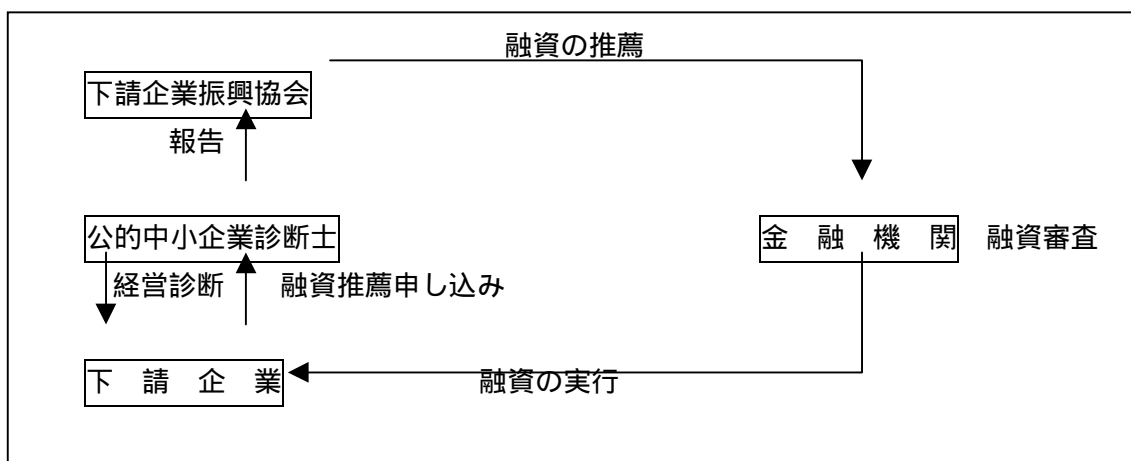 融資の推薦
下請企業振興協会
報告
公的中小企業診断士
金 融 機 関 融資審査
経営診断 融資推薦申し込み
下 請 企 業 融資の実行